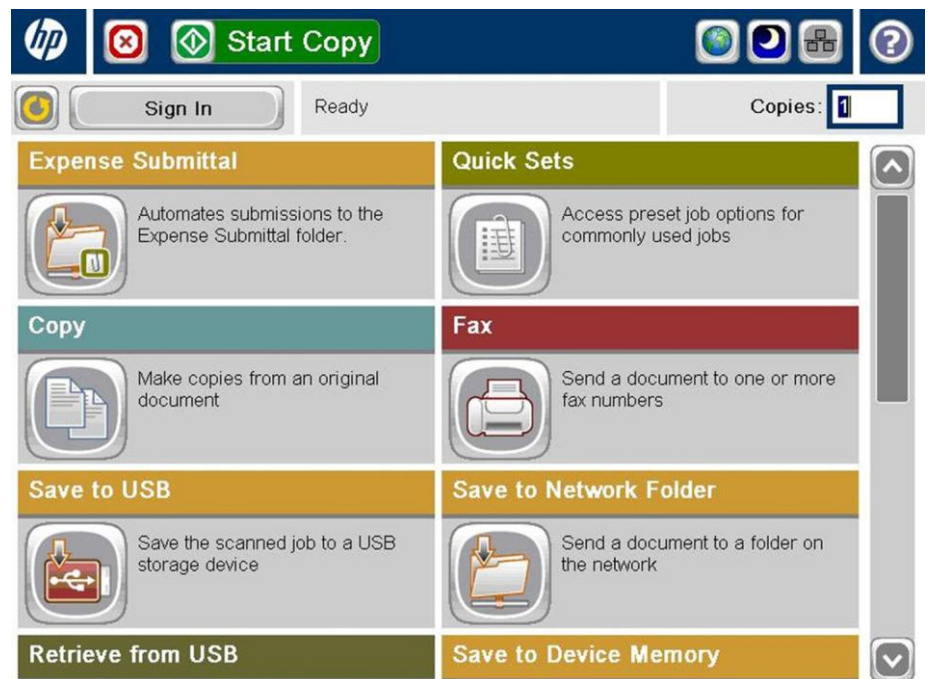 hp
Start Copy
?
Sign In
Ready
Copies: 1
Expense Submittal
Automates submissions to the
Expense Submittal folder.
Quick Sets
Access preset job options for
commonly used jobs
Copy
Make copies from an original
document
Fax
Send a document to one or more
fax numbers
Save to USB
Save the scanned job to a USB
storage device
Save to Network Folder
Send a document to a folder on
the network
Retrieve from USB
Save to Device Memory